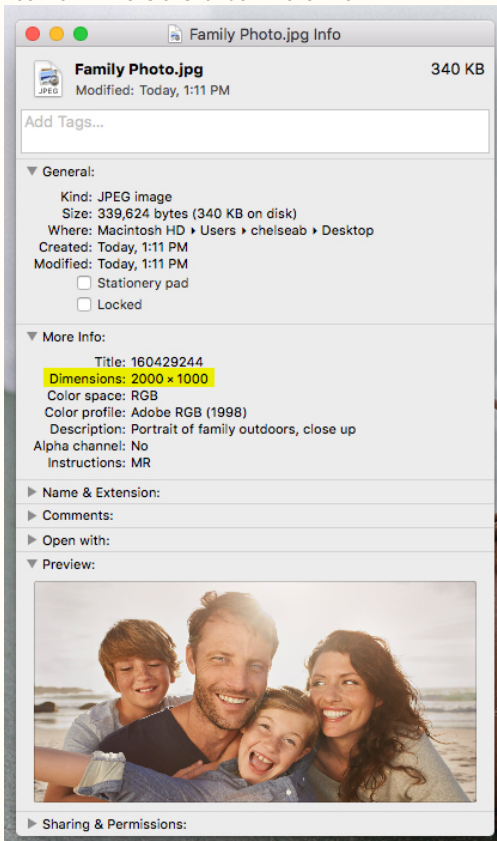 Family Photo.jpg Info
JPEG
Family Photo.jpg 340 KB
Modified: Today, 1:11 PM
Add Tags...
General:
Kind: JPEG image
Size: 339,624 bytes (340 KB on disk)
Where: Macintosh HD ▸ Users ▸ chelseab ▸ Desktop
Created: Today, 1:11 PM
Modified: Today, 1:11 PM
Stationery pad
Locked
More Info:
Title: 160429244
Dimensions: 2000 × 1000
Color space: RGB
Color profile: Adobe RGB (1998)
Description: Portrait of family outdoors, close up
Alpha channel: No
Instructions: MR
Name & Extension:
Comments:
Open with:
Preview:
Sharing & Permissions: